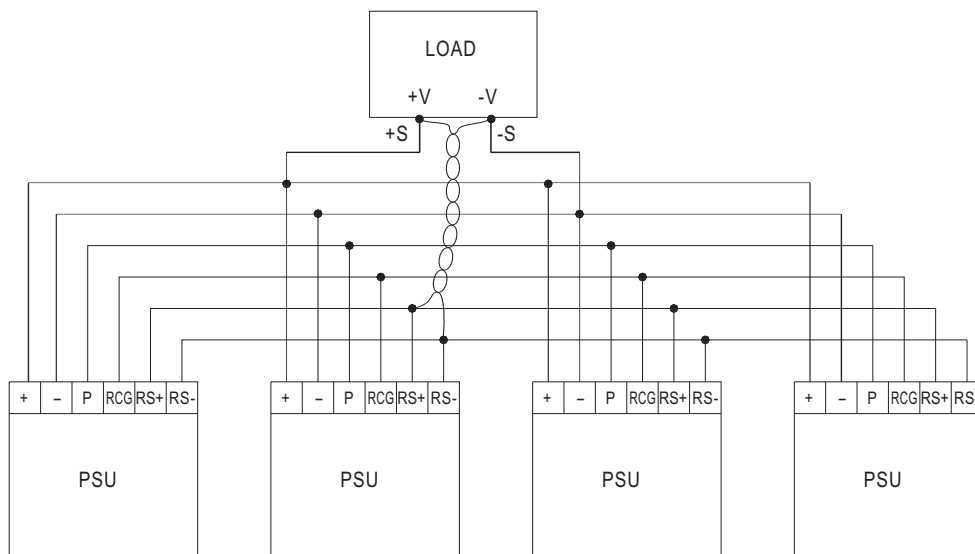 LOAD
+V -V
+S -S
+ – P RCG RS+ RS- + – P RCG RS+ RS- + – P RCG RS+ RS- + – P RCG RS+ RS
PSU PSU PSU PSU